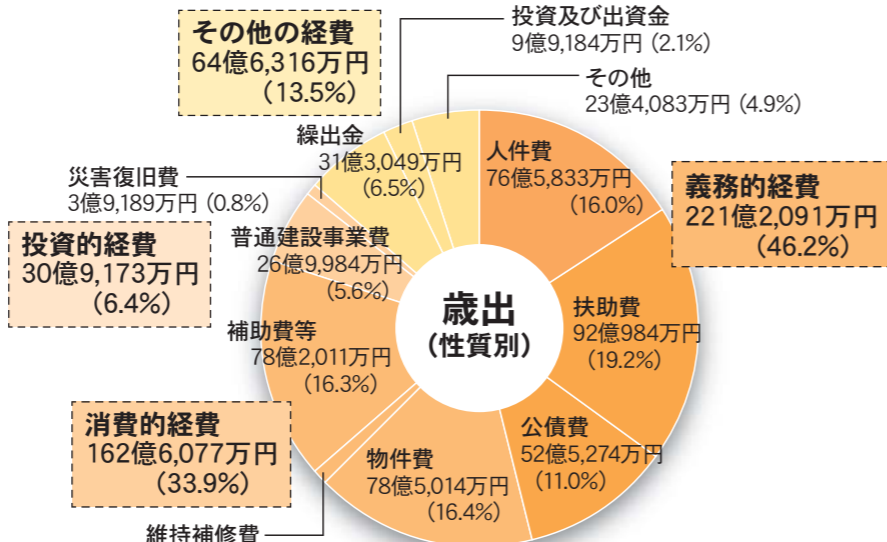 投資及び出資金
9億9,184万円 (2.1%)
その他の経費
64億6,316万円
(13.5%)
その他
23億4,083万円 (4.9%)
繰出金
31億3,049万円
(6.5%)
人件費
76億5,833万円
(16.0%)
義務的経費
221億2,091万円
(46.2%)
災害復旧費
3億9,189万円 (0.8%)
投資的経費
30億9,173万円
(6.4%)
普通建設事業費
26億9,984万円
(5.6%)
歳出
(性質別)
扶助費
92億984万円
(19.2%)
補助費等
78億2,011万円
(16.3%)
消費的経費
162億6,077万円
(33.9%)
公債費
52億5,274万円
(11.0%)
物件費
78億5,014万円
(16.4%)
維持補修費